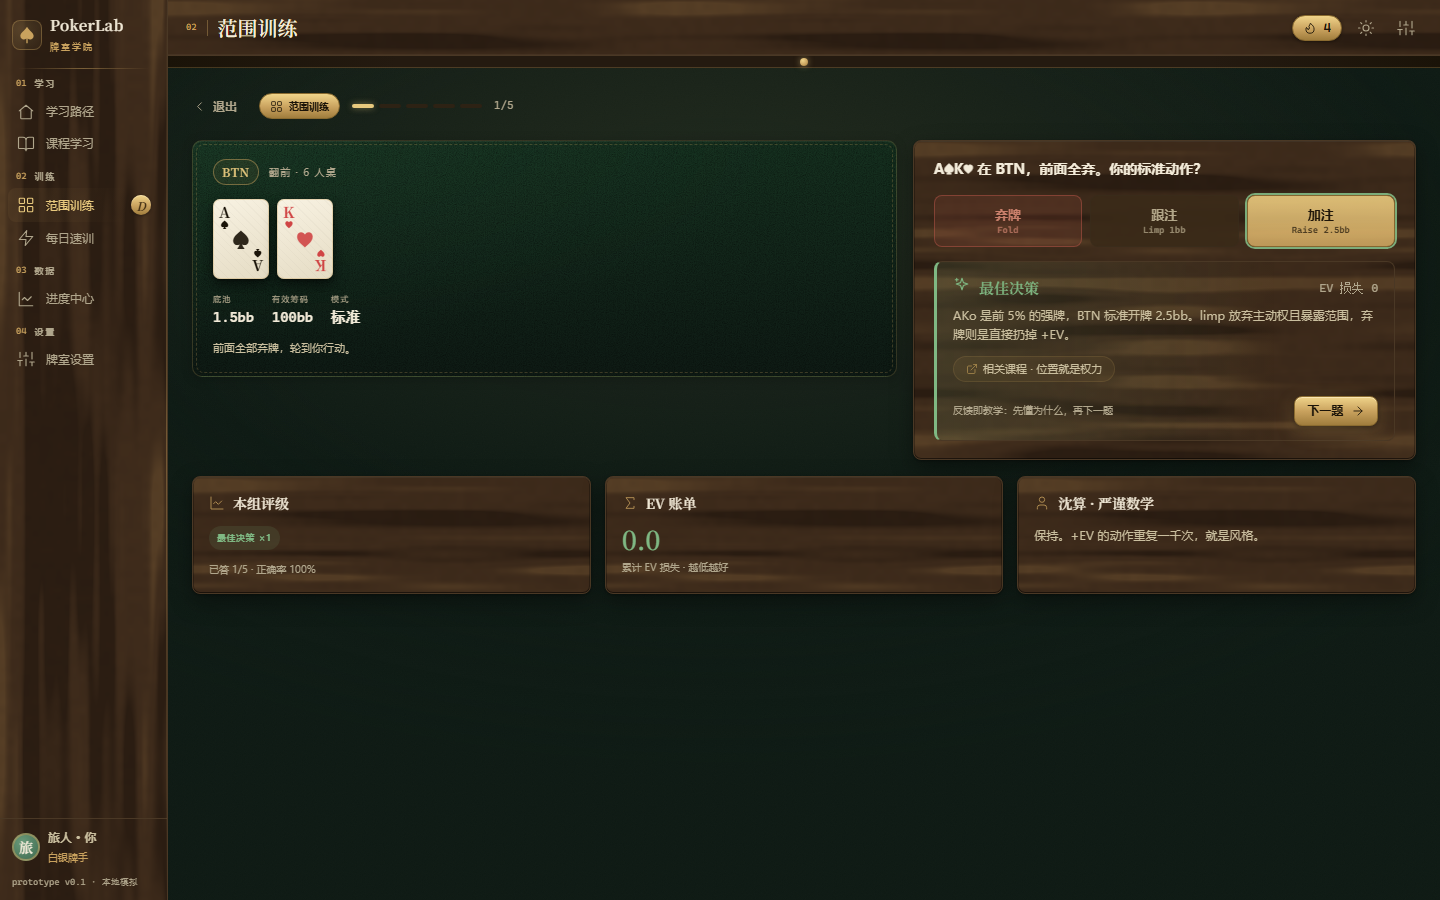 PokerLab
牌室学院
01 学习
学习路径
课程学习
02 训练
范围训练 D
每日速训
03 数据
进度中心
04 设置
牌室设置
旅 旅人·你
白银牌手
prototype v0.1 · 本地模拟
02 范围训练
4
退出 范围训练 1/5
BTN 翻前 · 6 人桌
A K
A K
底池 有效筹码 模式
1.5bb 100bb 标准
前面全部弃牌，轮到你行动。
A♠K♥ 在 BTN，前面全弃。你的标准动作？
弃牌 跟注 加注
Fold Limp 1bb Raise 2.5bb
最佳决策 EV 损失 0
AKo 是前 5% 的强牌，BTN 标准开牌 2.5bb。limp 放弃主动权且暴露范围，弃
牌则是直接扔掉 +EV。
相关课程 · 位置就是权力
反馈即教学：先懂为什么，再下一题 下一题
本组评级
最佳决策 ×1
已答 1/5 · 正确率 100%
EV 账单
0.0
累计 EV 损失 · 越低越好
沈算 · 严谨数学
保持。+EV 的动作重复一千次，就是风格。